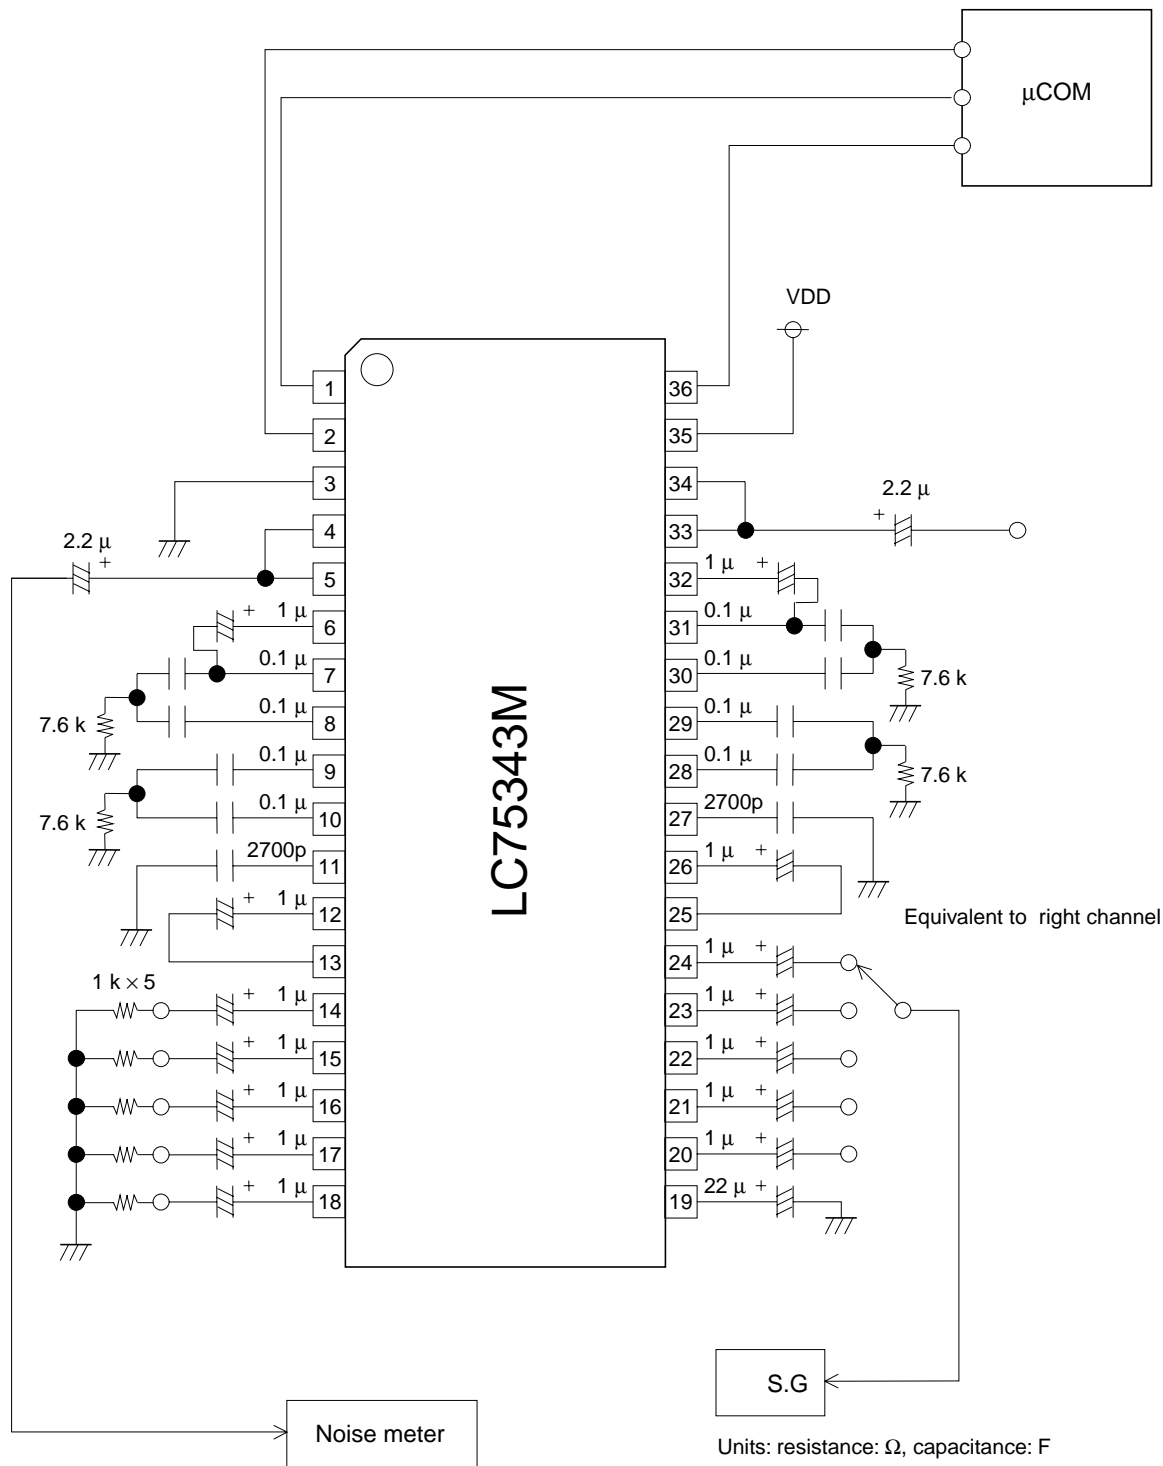 μCOM
VDD
1
36
2
35
3
34
2.2 μ
+
4
33
2.2 μ
+
5
32
1 μ
+
+
1 μ
6
31
0.1 μ
0.1 μ
7
30
0.1 μ
7.6 k
7.6 k
0.1 μ
8
29
0.1 μ
0.1 μ
9
28
0.1 μ
7.6 k
7.6 k
0.1 μ
10
27
2700p
2700p
11
26
1 μ
+
+
1 μ
12
25
Equivalent to right channel
13
24
1 μ
+
1 k × 5
+
1 μ
14
23
1 μ
+
+
1 μ
15
22
1 μ
+
+
1 μ
16
21
1 μ
+
+
1 μ
17
20
1 μ
+
+
1 μ
18
19
22 μ
+
LC75343M
S.G
Noise meter
Units: resistance: Ω, capacitance: F